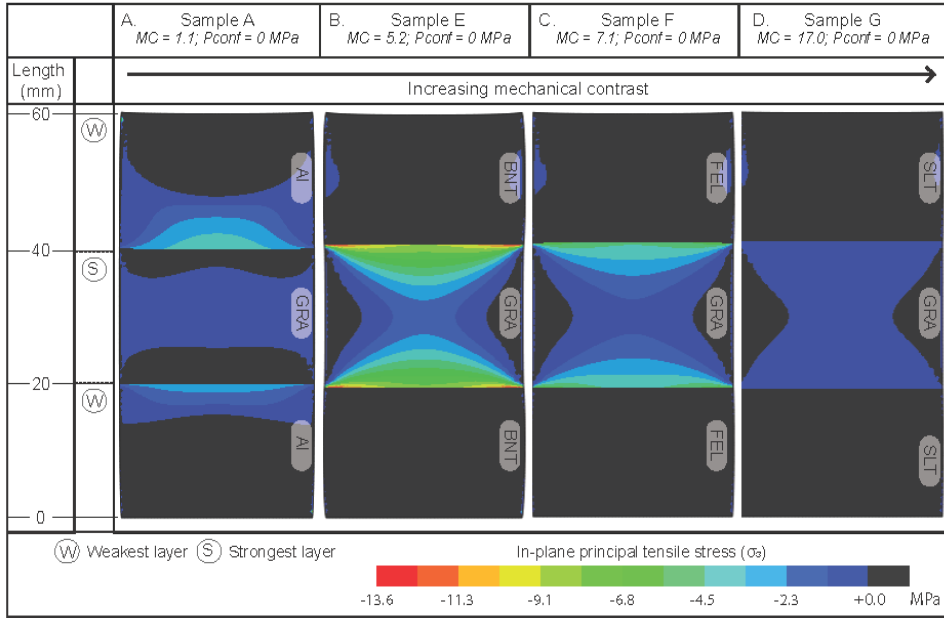 A. Sample A
MC = 1.1; Pconf = 0 MPa
B. Sample E
MC = 5.2; Pconf = 0 MPa
C. Sample F
MC = 7.1; Pconf = 0 MPa
D. Sample G
MC = 17.0; Pconf = 0 MPa
Length
(mm)
Increasing mechanical contrast
60
40
20
0
W
S
W
Al
GRA
Al
BNT
GRA
BNT
FEL
GRA
FEL
SLT
GRA
SLT
W Weakest layer S Strongest layer
In-plane principal tensile stress (σ₃)
-13.6 -11.3 -9.1 -6.8 -4.5 -2.3 +0.0 MPa